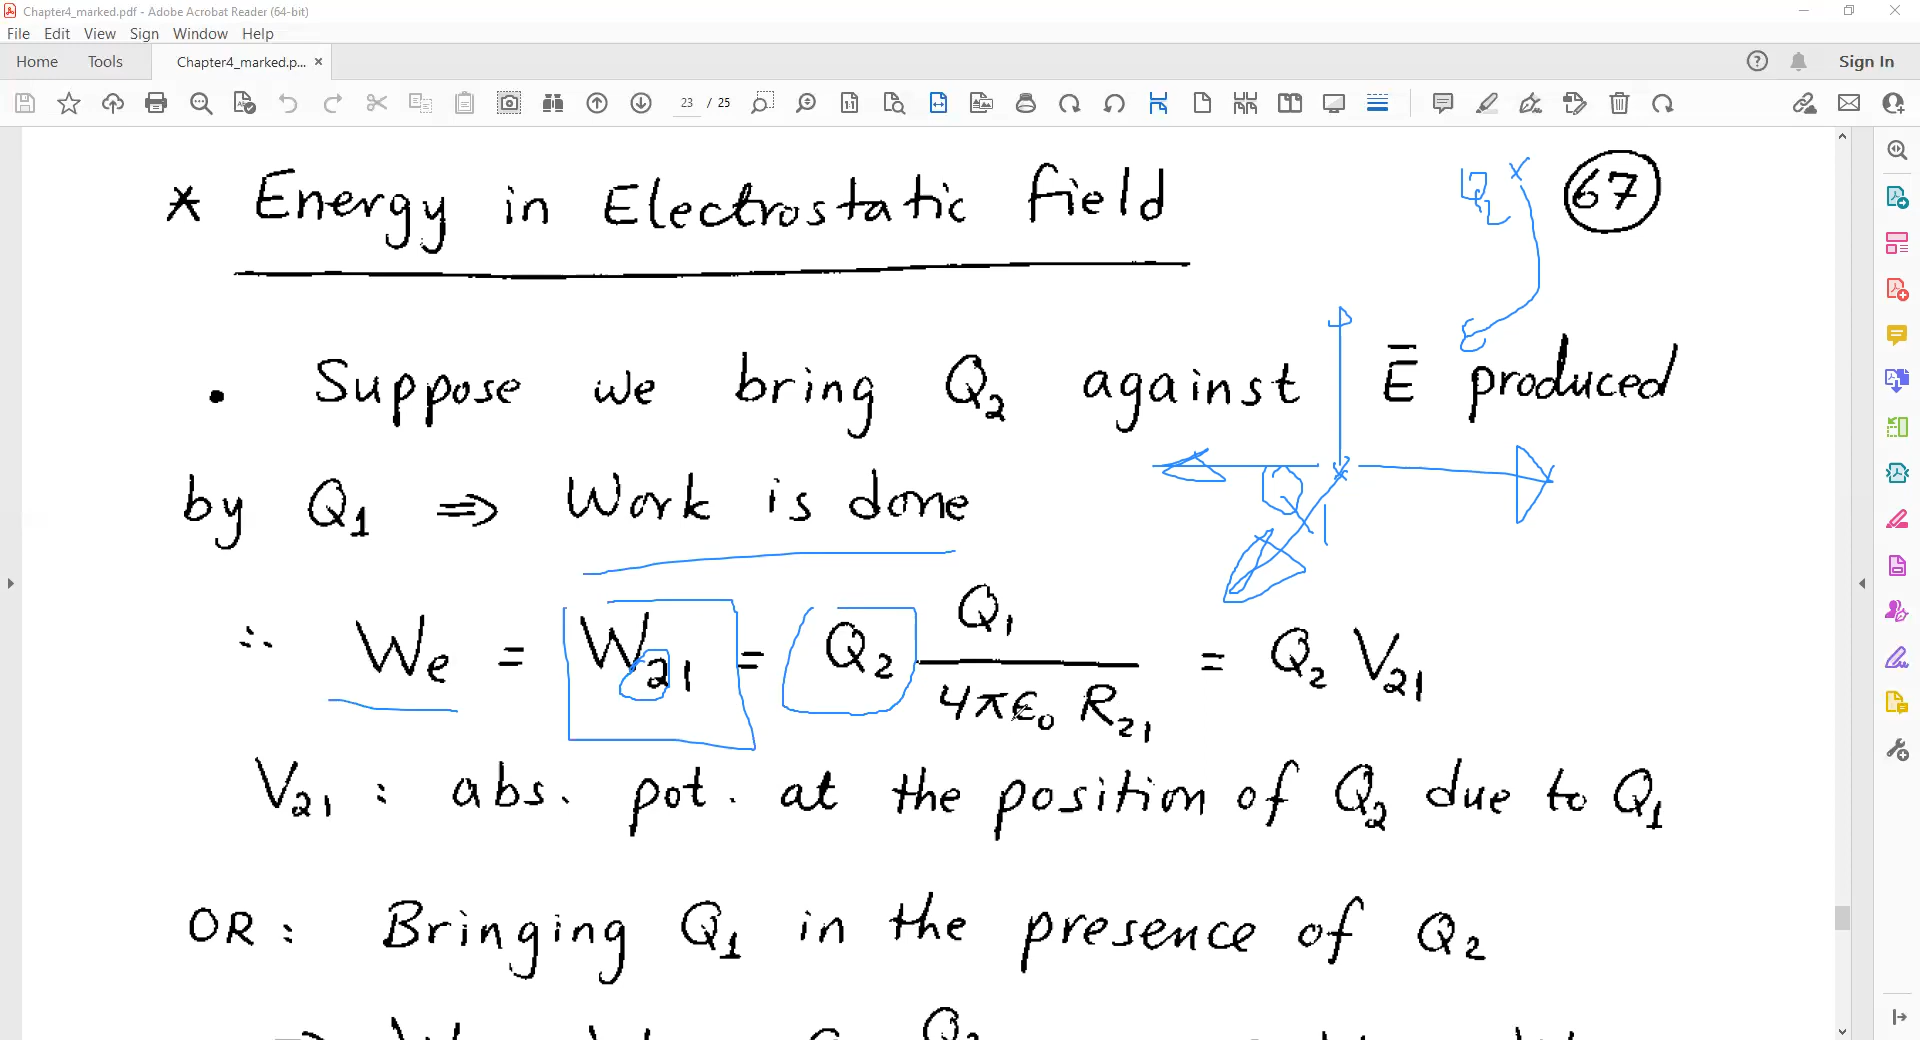 Chapter4_marked.pdf - Adobe Acrobat Reader (64-bit)
File Edit View Sign Window Help
Home Tools Chapter4_marked.p... × Sign In
23 / 25
* Energy in Electrostatic field
Q2 x
67
• Suppose we bring Q2 against Ē produced
by Q1 ⇒ Work is done
Q1
∴ We = W21 = Q2 Q1 / 4πε0 R21 = Q2 V21
V21 : abs. pot. at the position of Q2 due to Q1
OR : Bringing Q1 in the presence of Q2